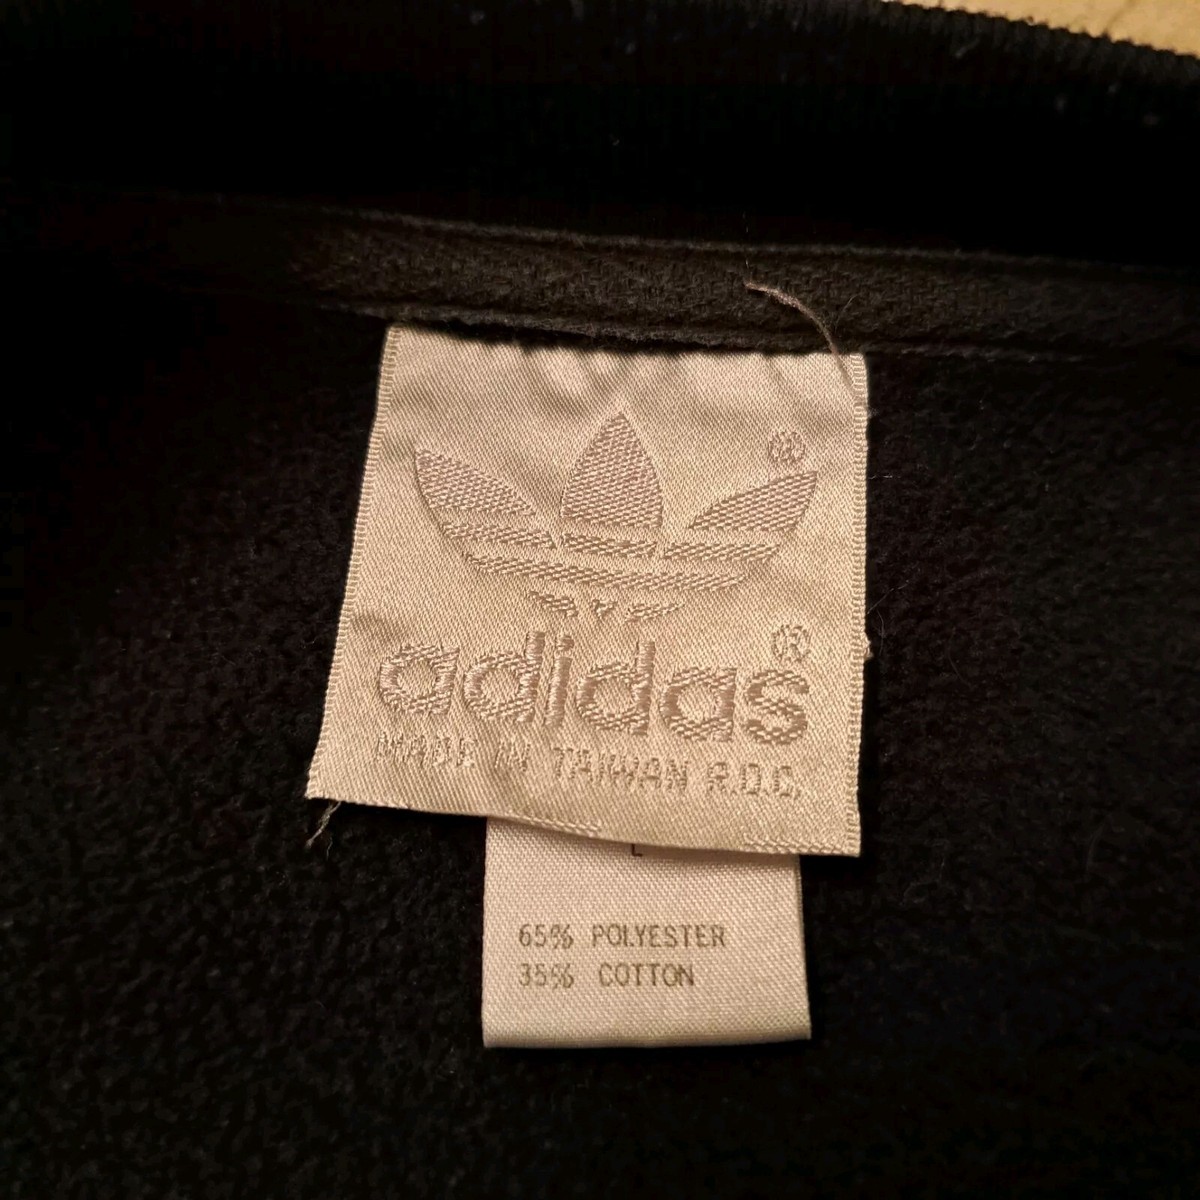 ®
adidas®
MADE IN TAIWAN R.O.C.
L
65% POLYESTER
35% COTTON